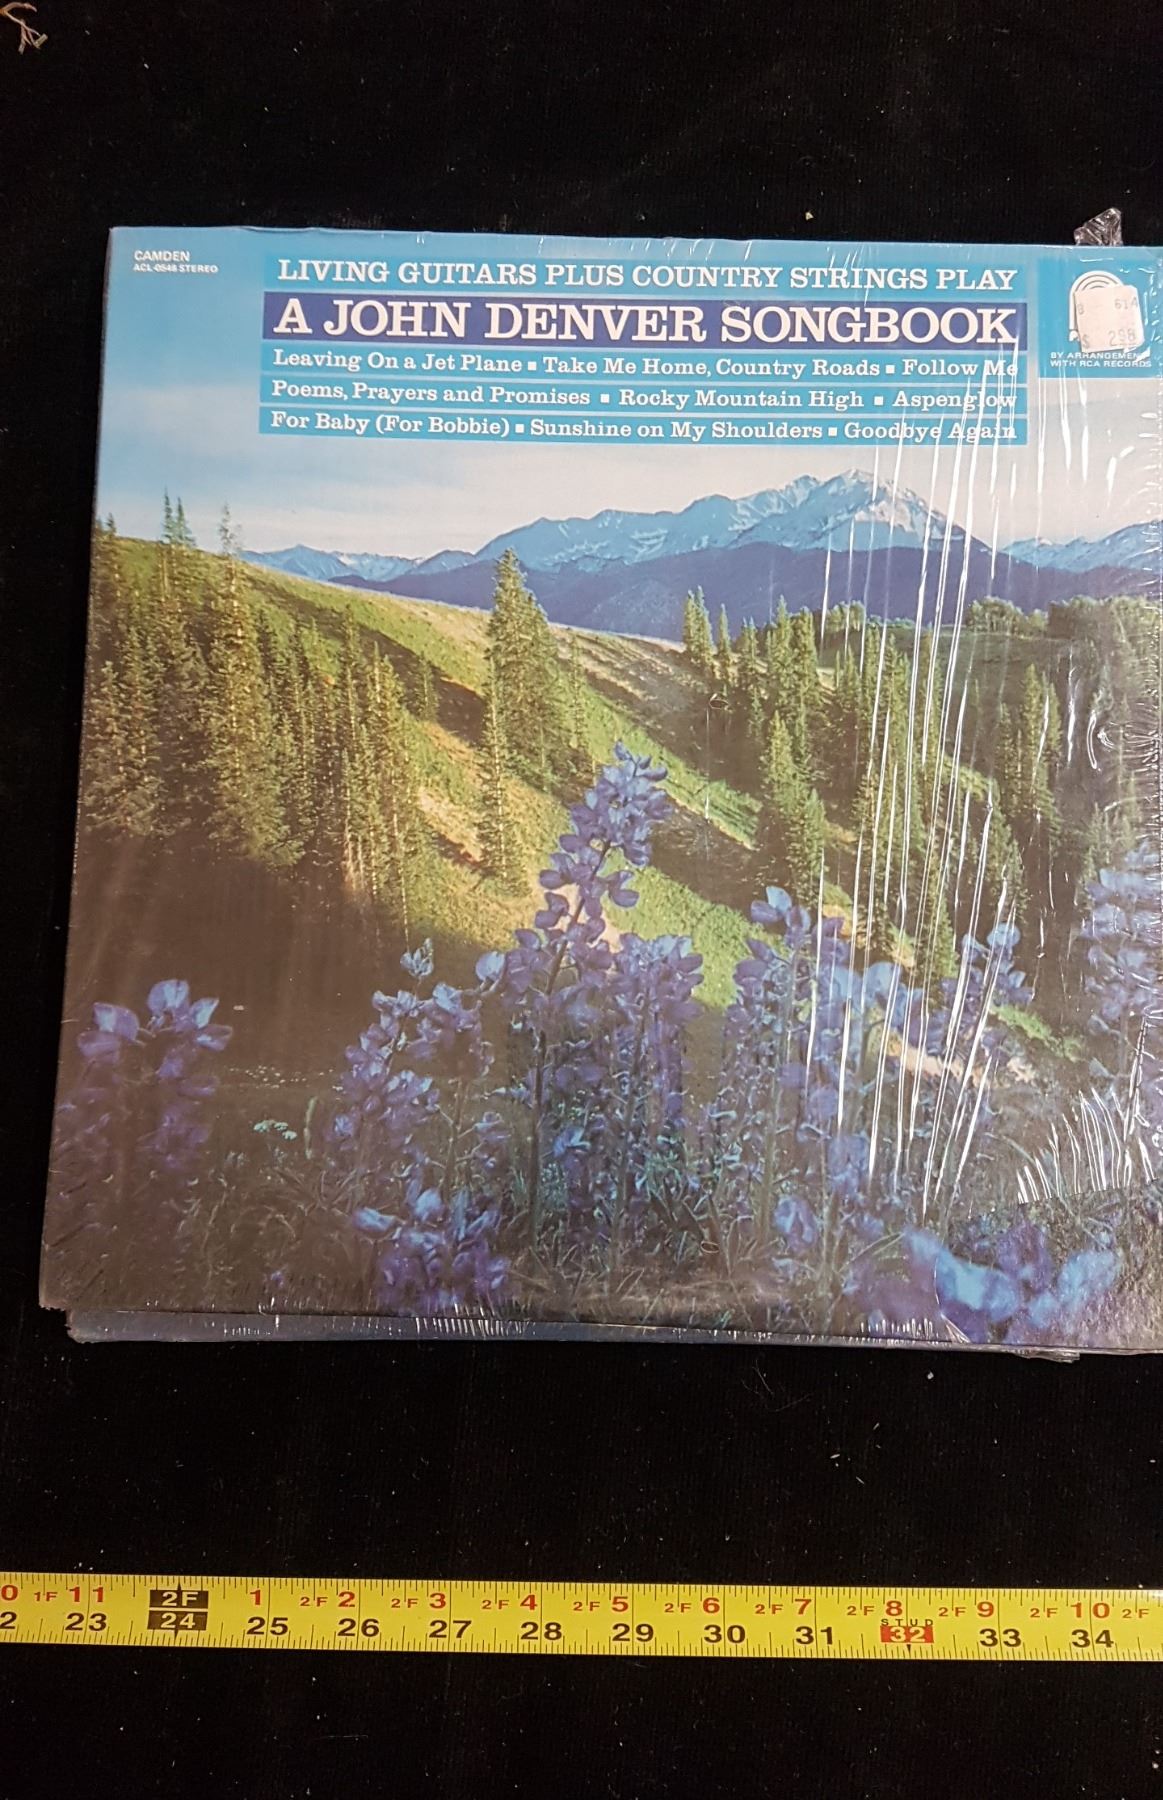 CAMDEN
ACL-0548 STEREO
LIVING GUITARS PLUS COUNTRY STRINGS PLAY
A JOHN DENVER SONGBOOK
Leaving On a Jet Plane ▪ Take Me Home, Country Roads ▪ Follow Me
Poems, Prayers and Promises ▪ Rocky Mountain High ▪ Aspenglow
For Baby (For Bobbie) ▪ Sunshine on My Shoulders ▪ Goodbye Again
614
$ 2.98
BY ARRANGEMENT
WITH RCA RECORDS
0 1F 11 2F 1 2F 2 2F 3 2F 4 2F 5 2F 6 2F 7 2F 8 2F 9 2F 10 2F
STUD
2 23 24 25 26 27 28 29 30 31 32 33 34